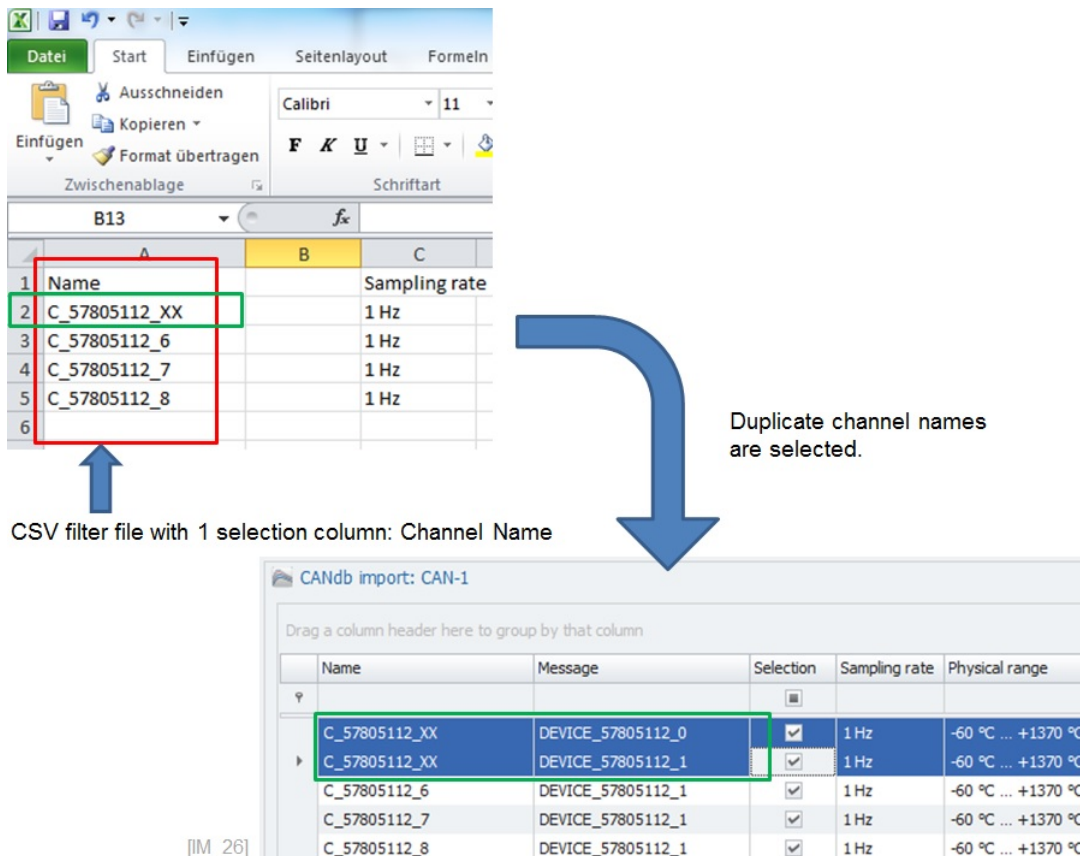 Datei Start Einfügen Seitenlayout Formeln
Ausschneiden
Calibri 11
Kopieren
Einfügen
F K U
Format übertragen
Zwischenablage Schriftart
B13 fx
A B C
1 Name Sampling rate
2 C_57805112_XX 1 Hz
3 C_57805112_6 1 Hz
4 C_57805112_7 1 Hz
5 C_57805112_8 1 Hz
6
Duplicate channel names
are selected.
CSV filter file with 1 selection column: Channel Name
CANdb import: CAN-1
Drag a column header here to group by that column
Name Message Selection Sampling rate Physical range
C_57805112_XX DEVICE_57805112_0 1 Hz -60 °C ... +1370 °C
C_57805112_XX DEVICE_57805112_1 1 Hz -60 °C ... +1370 °C
C_57805112_6 DEVICE_57805112_1 1 Hz -60 °C ... +1370 °C
C_57805112_7 DEVICE_57805112_1 1 Hz -60 °C ... +1370 °C
[IM_26] C_57805112_8 DEVICE_57805112_1 1 Hz -60 °C ... +1370 °C